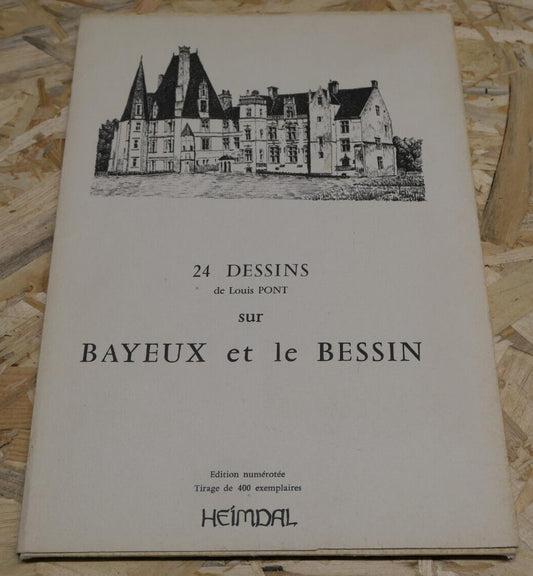 24 DESSINS
de Louis PONT
sur
BAYEUX et le BESSIN
Edition numérotée
Tirage de 400 exemplaires
HEIMDAL